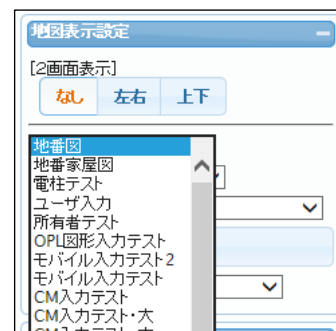 地図表示設定
[2画面表示]
なし 左右 上下
地番図
地番家屋図
電柱テスト
ユーザ入力
所有者テスト
OPL図形入力テスト
モバイル入力テスト2
モバイル入力テスト
CM入力テスト
CM入力テスト・大